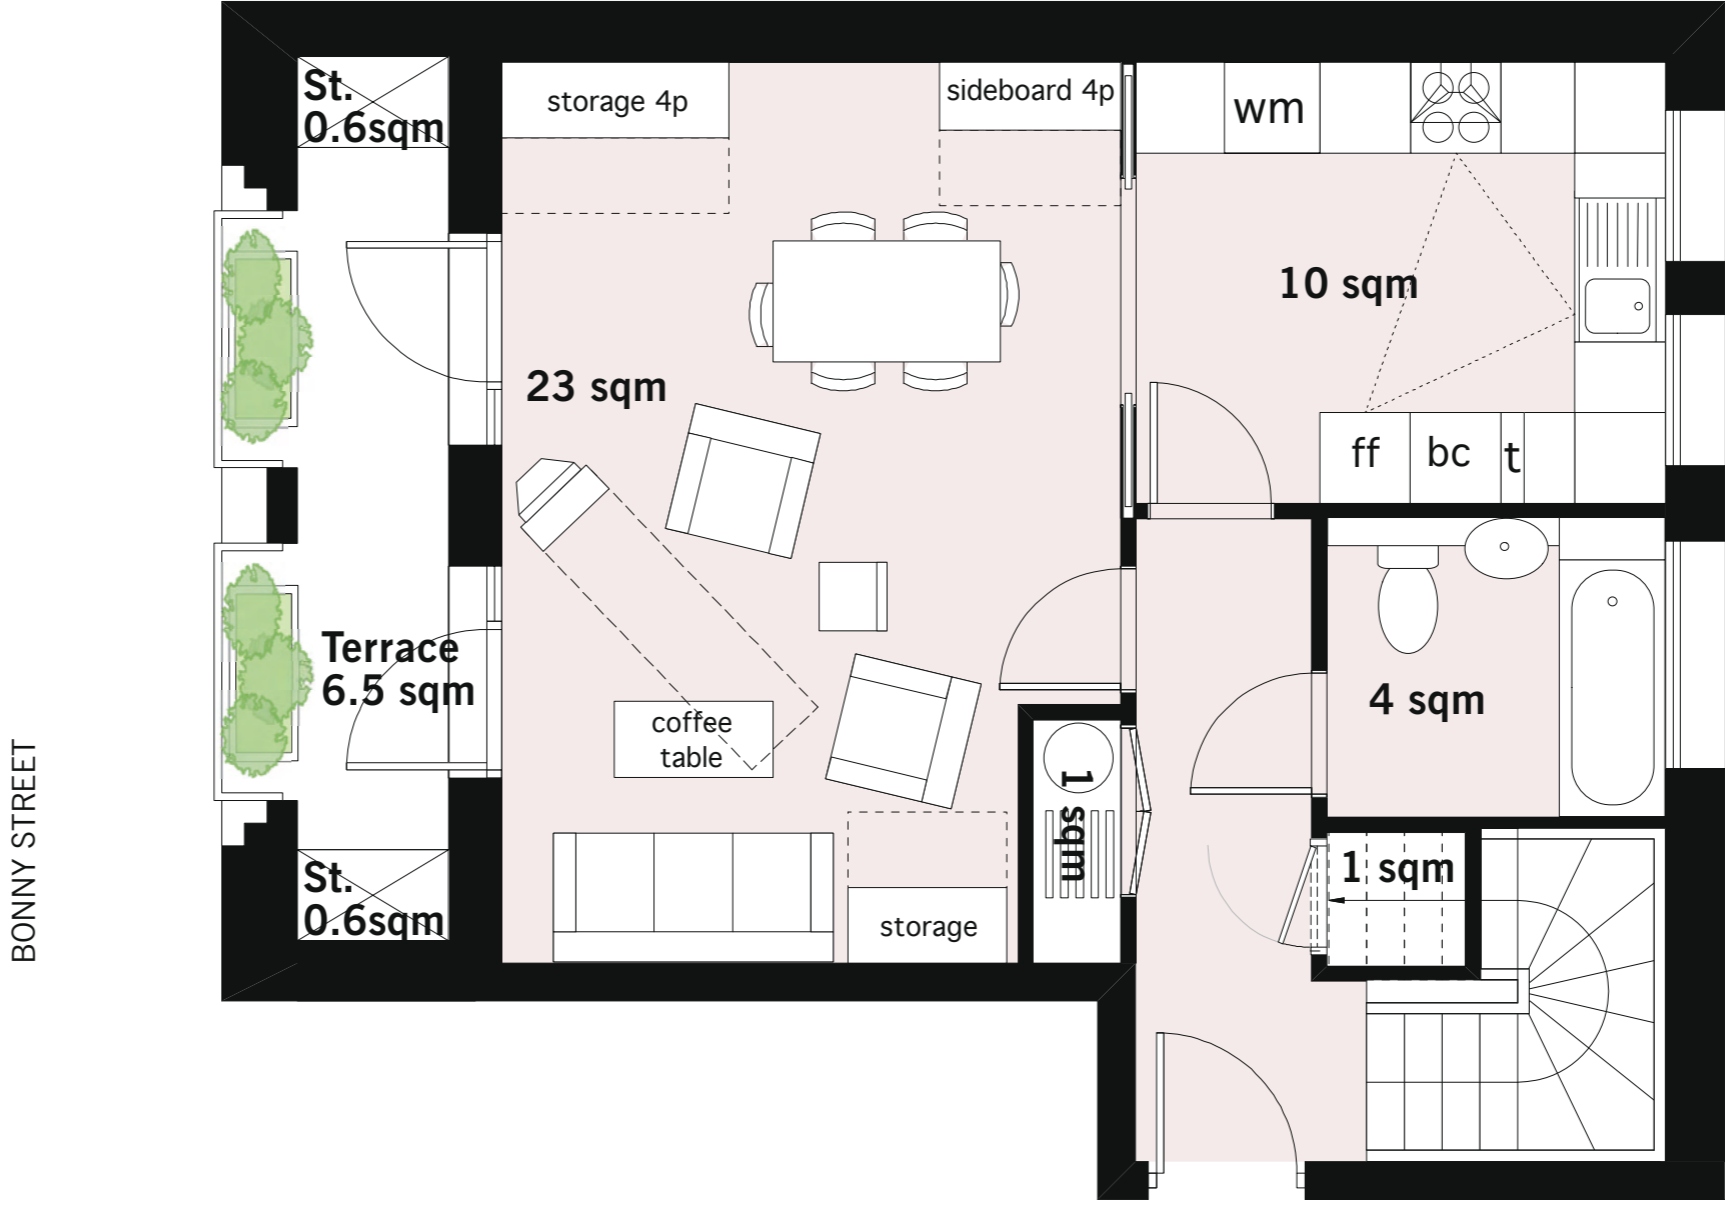 St.
0.6sqm
storage 4p
sideboard 4p
wm
10 sqm
23 sqm
ff
bc
t
Terrace
6.5 sqm
coffee
table
4 sqm
1 sqm
1 sqm
St.
0.6sqm
storage
BONNY STREET